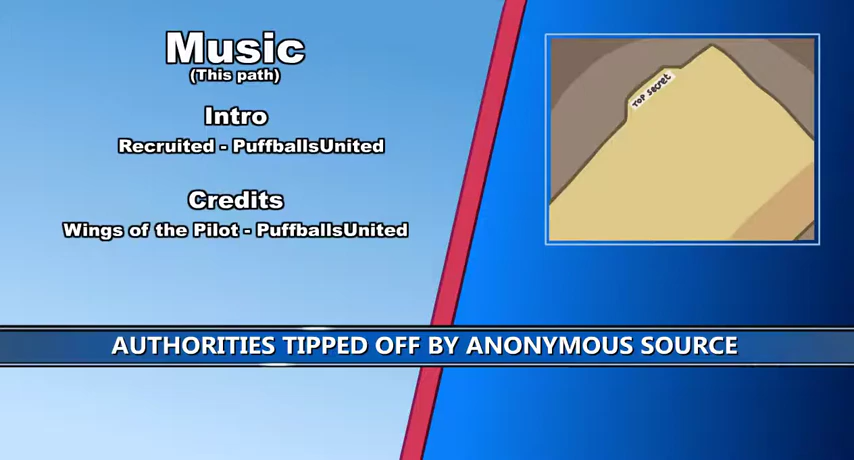 Music
(This path)
Intro
Recruited - PuffballsUnited
Credits
Wings of the Pilot - PuffballsUnited
TOP SECRET
AUTHORITIES TIPPED OFF BY ANONYMOUS SOURCE